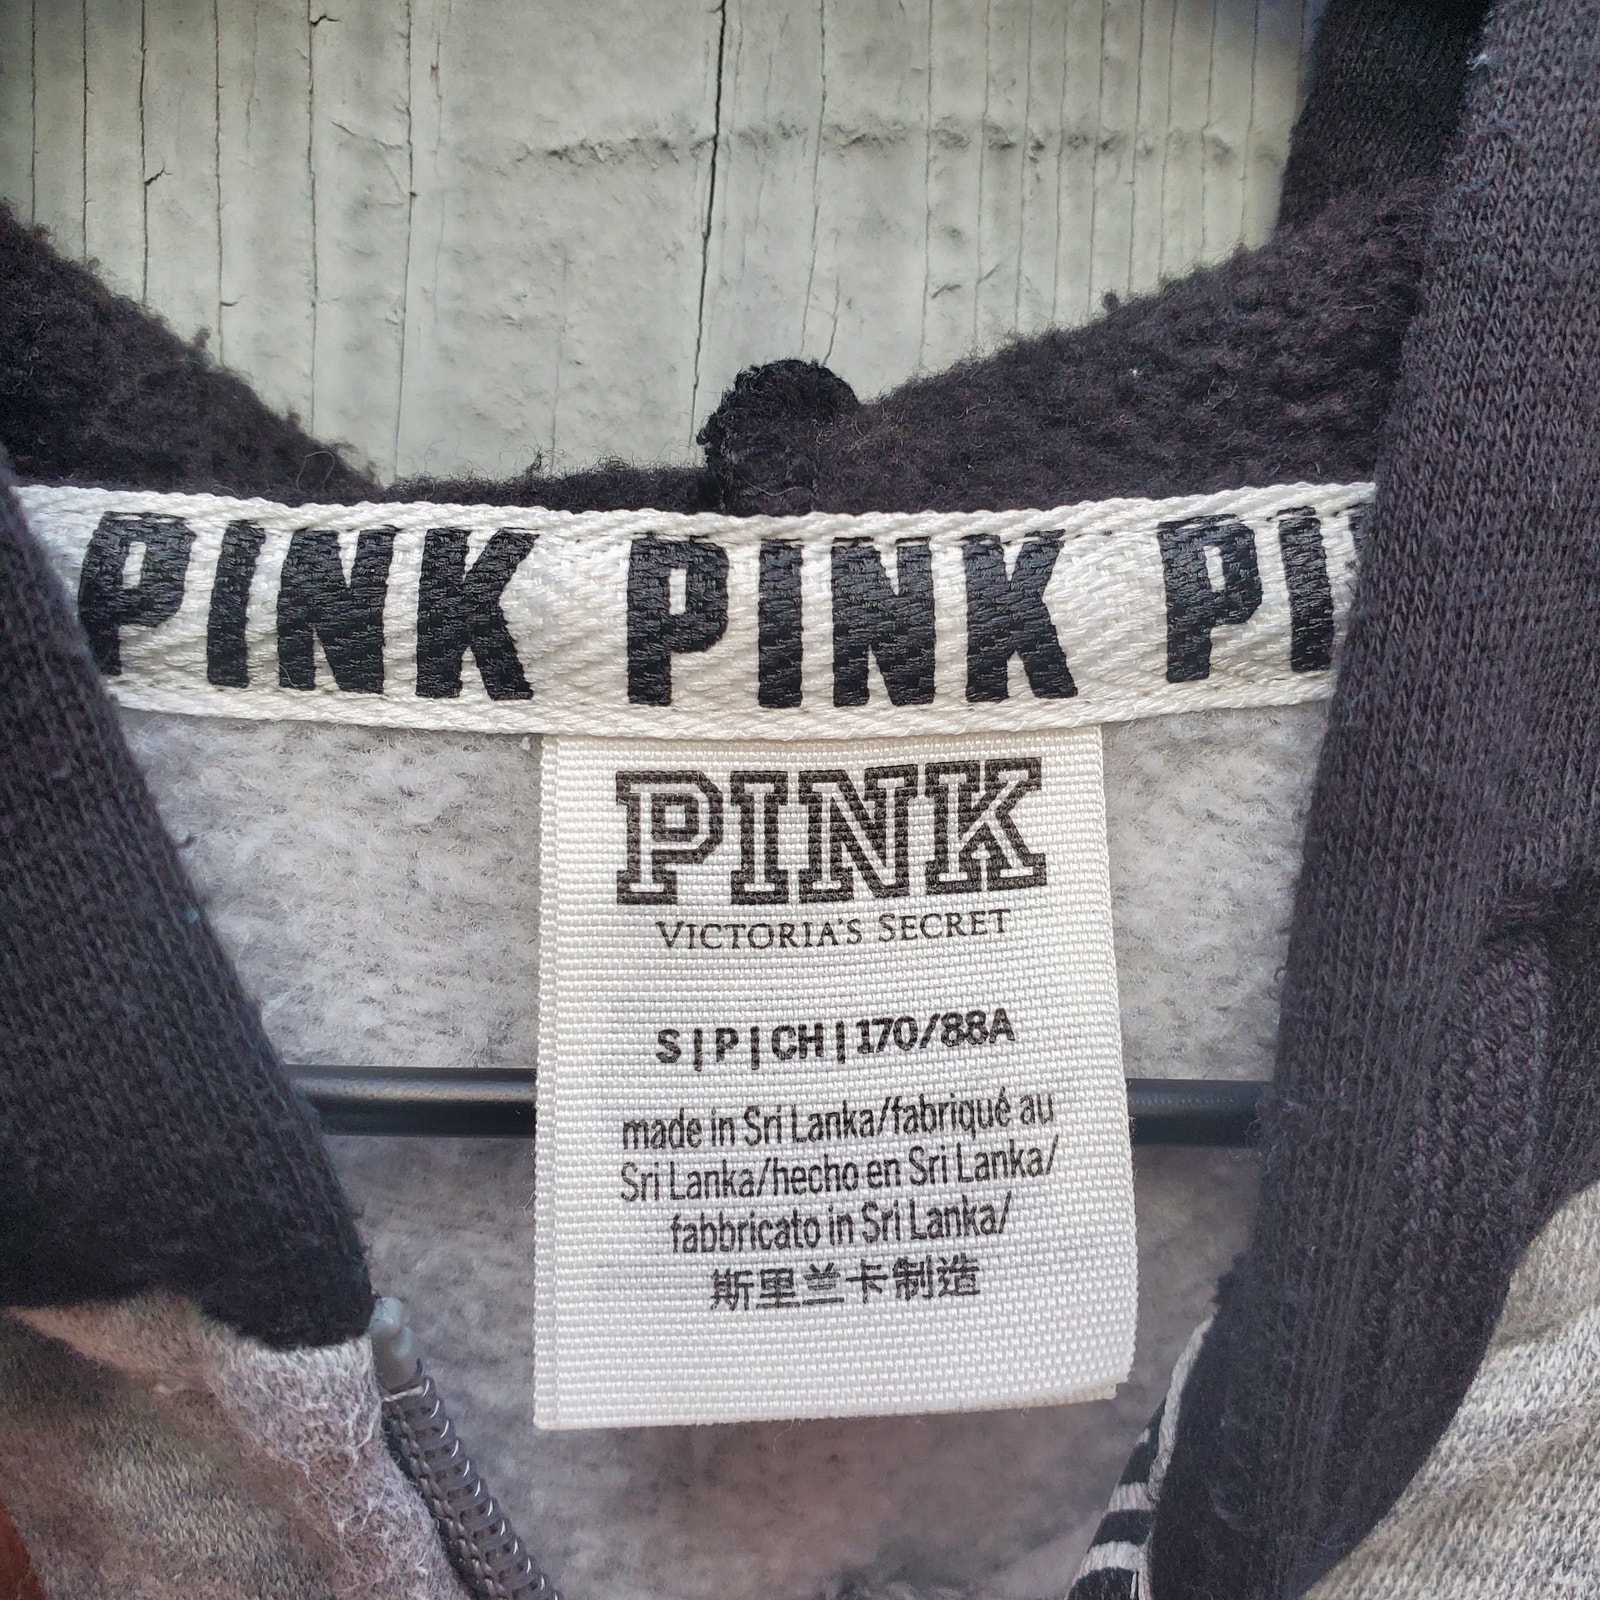 PINK PINK PIN
PINK
VICTORIA'S SECRET
S|P|CH|170/88A
made in Sri Lanka/fabriqué au
Sri Lanka/hecho en Sri Lanka/
fabbricato in Sri Lanka/
斯里兰卡制造